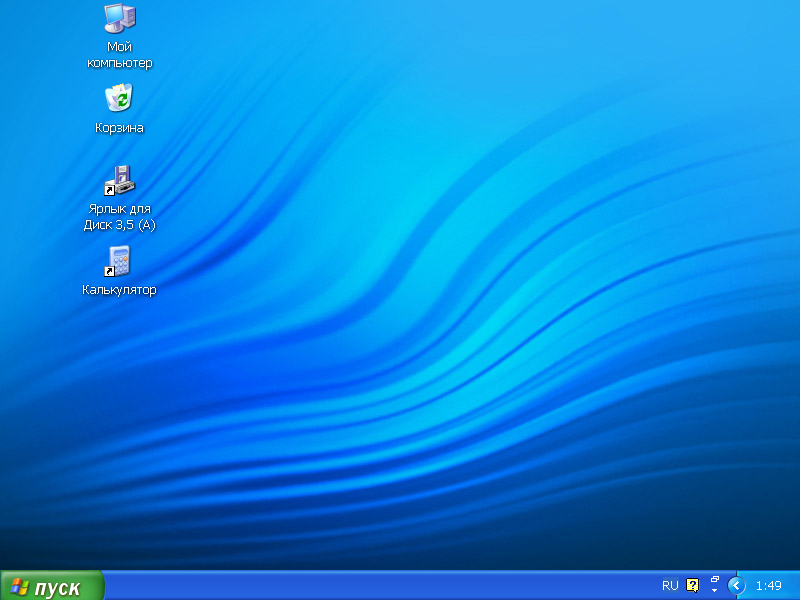 Мой
компьютер
Корзина
Ярлык для
Диск 3,5 (A)
Калькулятор
пуск
RU
?
1:49